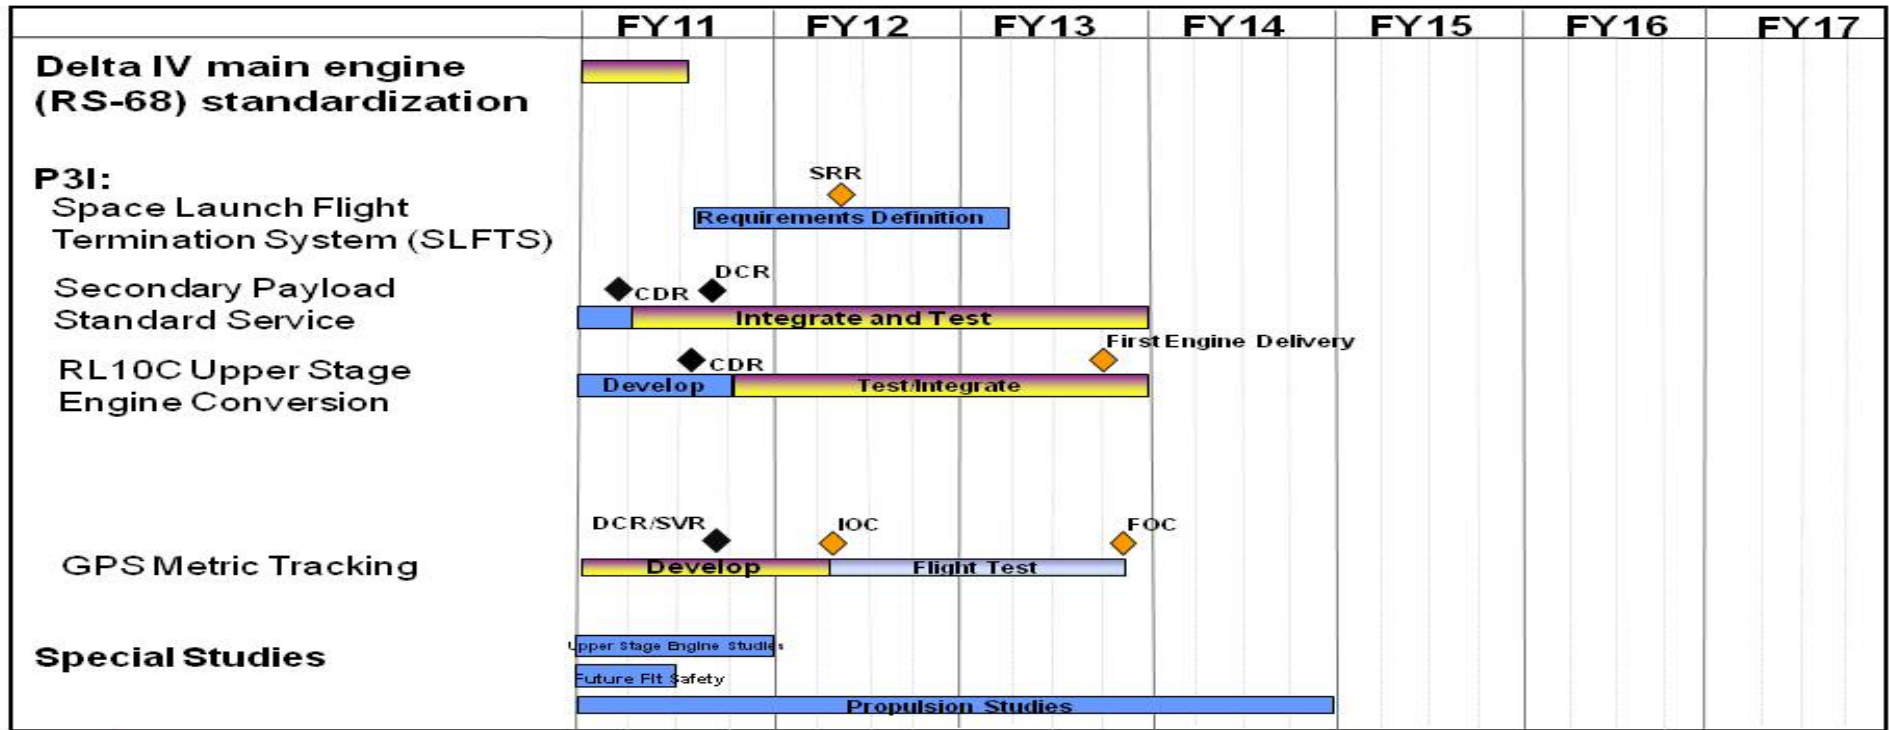 FY11 FY12 FY13 FY14 FY15 FY16 FY17
Delta IV main engine
(RS-68) standardization
P3I:
SRR
Space Launch Flight
Termination System (SLFTS)
Requirements Definition
Secondary Payload
Standard Service
CDR
DCR
Integrate and Test
First Engine Delivery
RL10C Upper Stage
Engine Conversion
CDR
Develop
Test/Integrate
DCR/SVR
IOC
FOC
GPS Metric Tracking
Develop
Flight Test
Special Studies
Upper Stage Engine Studies
Future Flt Safety
Propulsion Studies